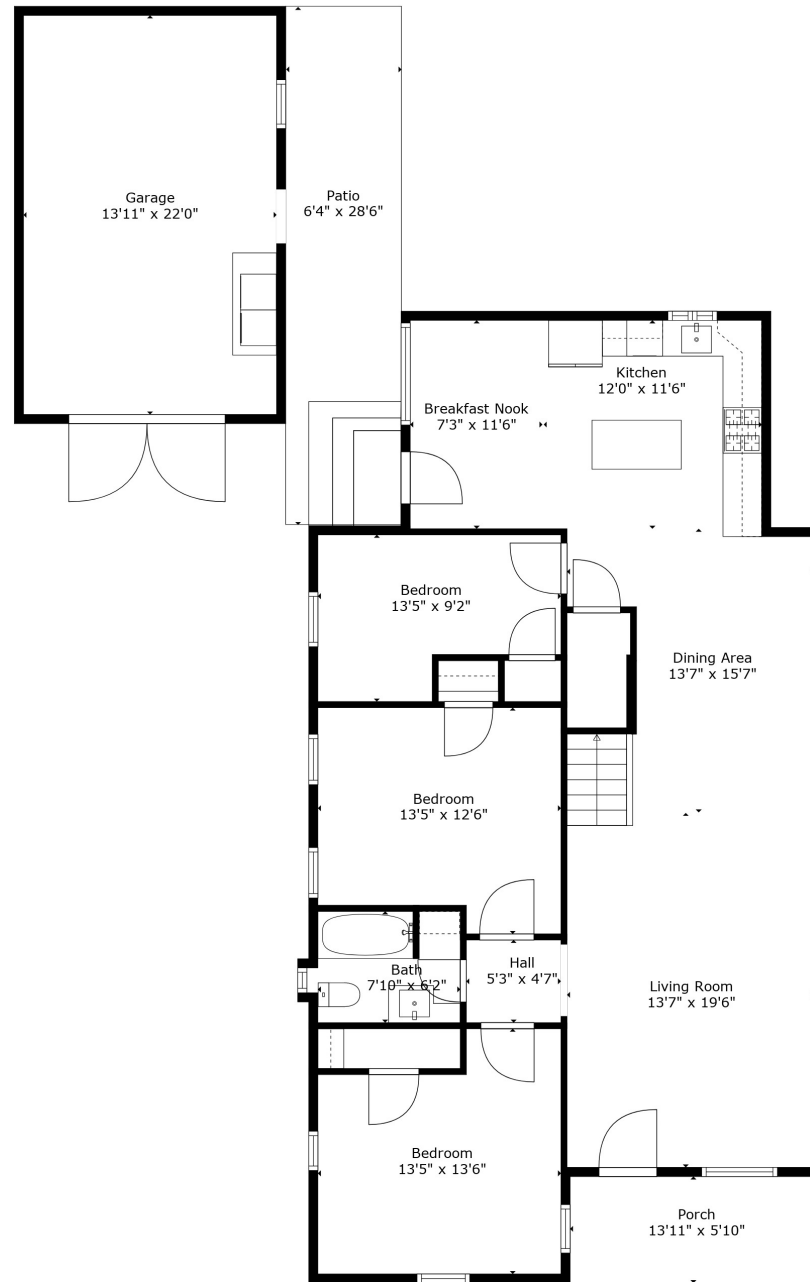 Garage
13'11" x 22'0"
Patio
6'4" x 28'6"
Kitchen
12'0" x 11'6"
Breakfast Nook
7'3" x 11'6"
Bedroom
13'5" x 9'2"
Dining Area
13'7" x 15'7"
Bedroom
13'5" x 12'6"
Bath
7'10" x 6'2"
Hall
5'3" x 4'7"
Living Room
13'7" x 19'6"
Bedroom
13'5" x 13'6"
Porch
13'11" x 5'10"